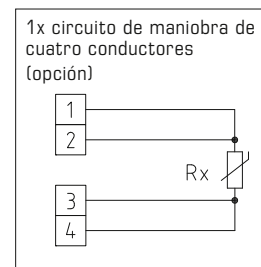 1x circuito de maniobra de
cuatro conductores
(opción)
1
2
Rx
3
4